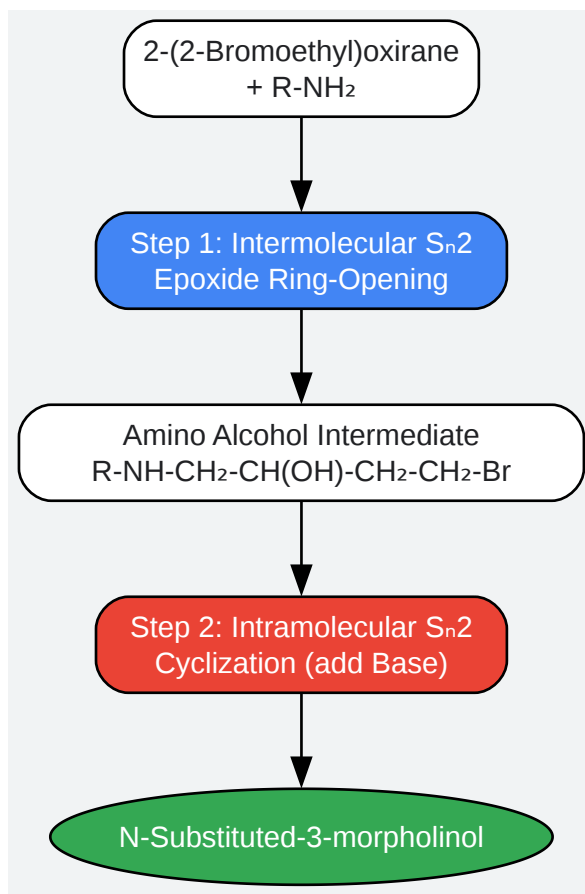 2-(2-Bromoethyl)oxirane
+ R-NH₂
Step 1: Intermolecular Sₙ2
Epoxide Ring-Opening
Amino Alcohol Intermediate
R-NH-CH₂-CH(OH)-CH₂-CH₂-Br
Step 2: Intramolecular Sₙ2
Cyclization (add Base)
N-Substituted-3-morpholinol